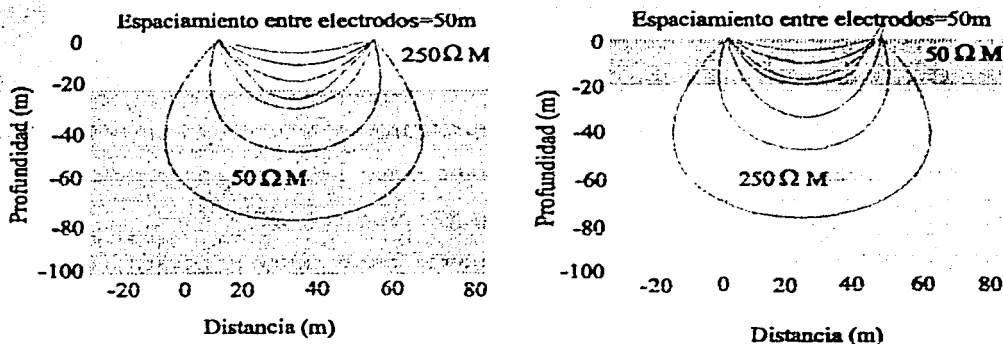 Espaciamiento entre electrodos=50m
250 Ω M
50 Ω M
Profundidad (m)
0
-20
-40
-60
-80
-100
-20 0 20 40 60 80
Distancia (m)
Espaciamiento entre electrodos=50m
50 Ω M
250 Ω M
Profundidad (m)
0
-20
-40
-60
-80
-100
-20 0 20 40 60 80
Distancia (m)